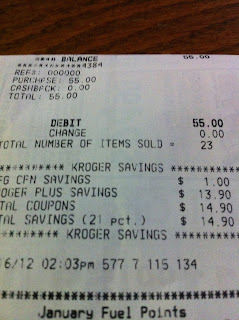 BALANCE 55.00
************4384
REF#: 000000
PURCHASE: 55.00
CASHBACK: 0.00
TOTAL: 55.00
DEBIT 55.00
CHANGE 0.00
TOTAL NUMBER OF ITEMS SOLD = 23
KROGER SAVINGS
FG CPN SAVINGS $ 1.00
OGER PLUS SAVINGS $ 13.90
TAL COUPONS $ 14.90
TAL SAVINGS (21 pct.) $ 14.90
KROGER SAVINGS
6/12 02:03pm 577 7 115 134
January Fuel Points